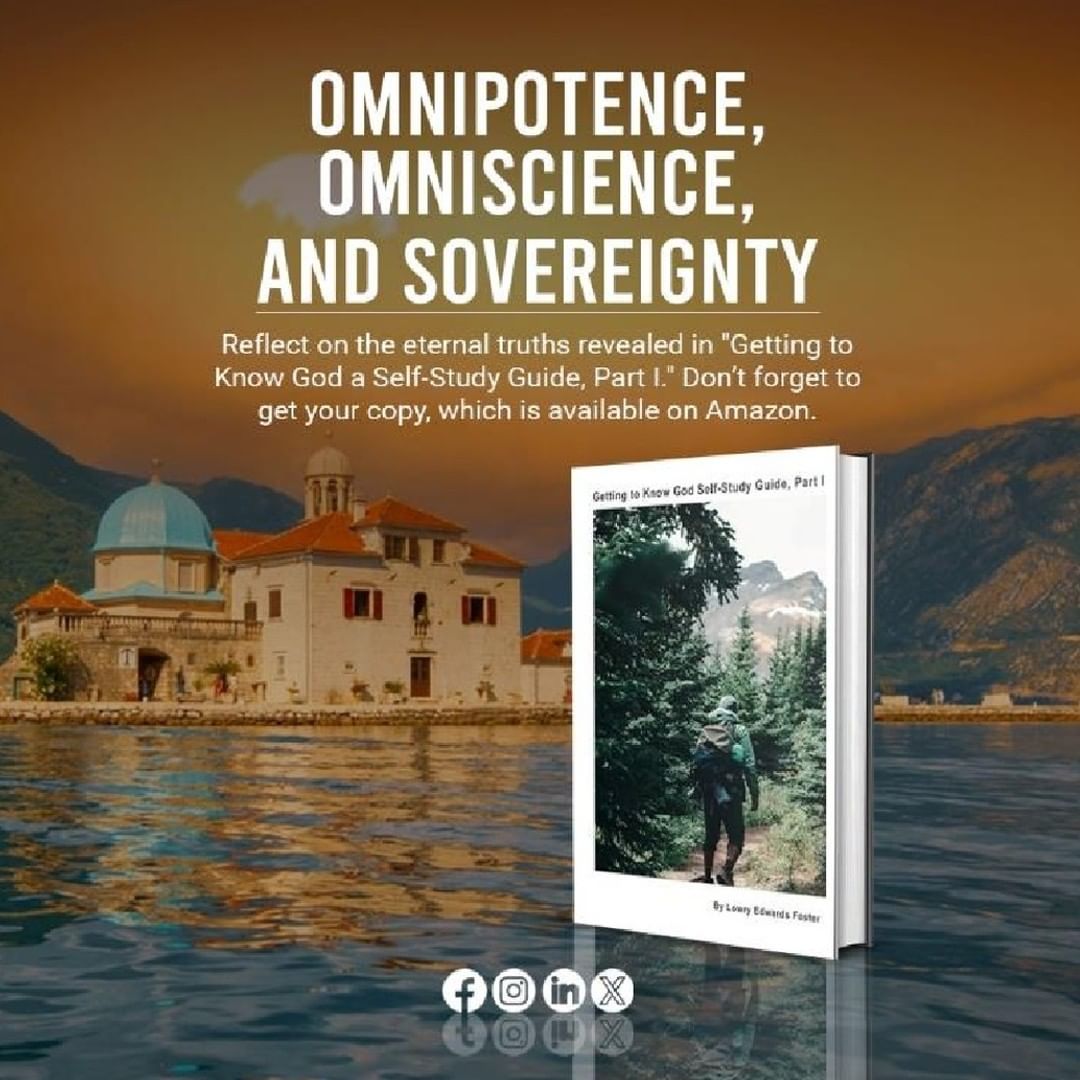 OMNIPOTENCE,
OMNISCIENCE,
AND SOVEREIGNTY
Reflect on the eternal truths revealed in "Getting to
Know God a Self-Study Guide, Part I." Don't forget to
get your copy, which is available on Amazon.
Getting to Know God Self-Study Guide, Part I
By Lowry Edwards Foster
f in X